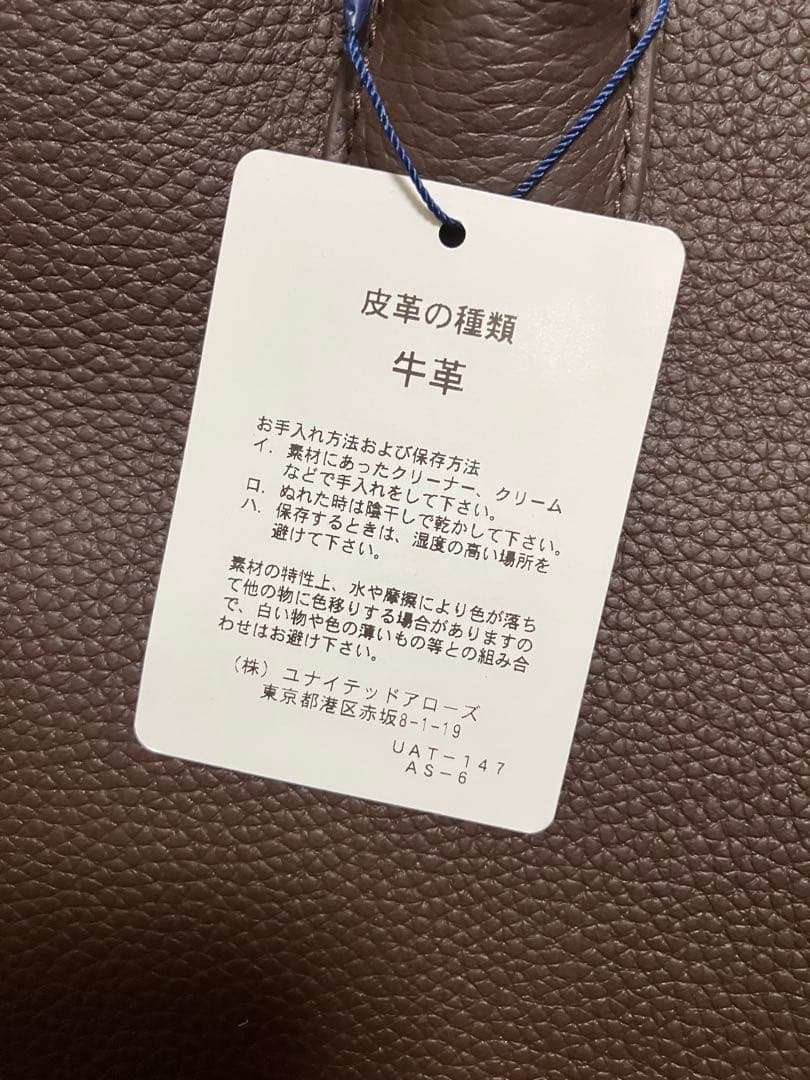 皮革の種類
牛革
お手入れ方法および保存方法
イ．素材にあったクリーナー、クリーム
などで手入れをして下さい。
ロ．ぬれた時は陰干しで乾かして下さい。
ハ．保存するときは、湿度の高い場所を
避けて下さい。
素材の特性上、水や摩擦により色が落ち
て他の物に色移りする場合がありますの
で、白い物や色の薄いもの等との組み合
わせはお避け下さい。
（株）ユナイテッドアローズ
東京都港区赤坂8-1-19
ＵＡＴ－１４７
ＡＳ－６